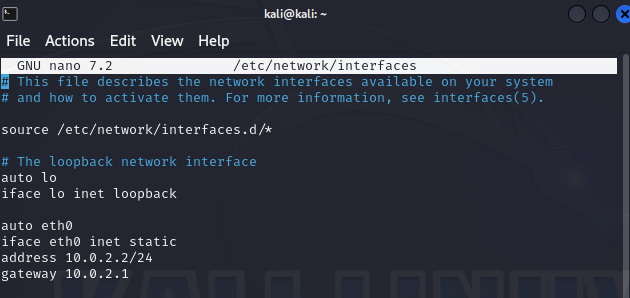 kali@kali: ~
File Actions Edit View Help
GNU nano 7.2 /etc/network/interfaces
# This file describes the network interfaces available on your system
# and how to activate them. For more information, see interfaces(5).
source /etc/network/interfaces.d/*
# The loopback network interface
auto lo
iface lo inet loopback
auto eth0
iface eth0 inet static
address 10.0.2.2/24
gateway 10.0.2.1